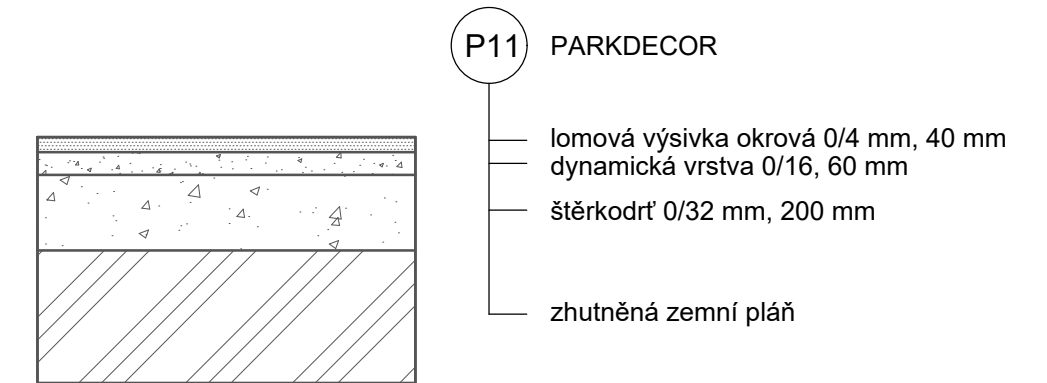 P11 PARKDECOR
lomová výsivka okrová 0/4 mm, 40 mm
dynamická vrstva 0/16, 60 mm
štěrkodrť 0/32 mm, 200 mm
zhutněná zemní pláň